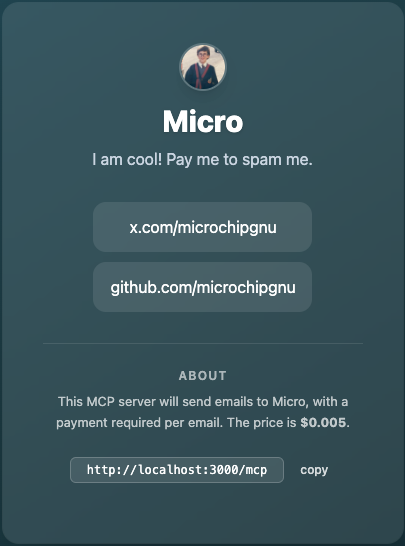 Micro
I am cool! Pay me to spam me.
x.com/microchipgnu
github.com/microchipgnu
ABOUT
This MCP server will send emails to Micro, with a
payment required per email. The price is $0.005.
http://localhost:3000/mcp copy